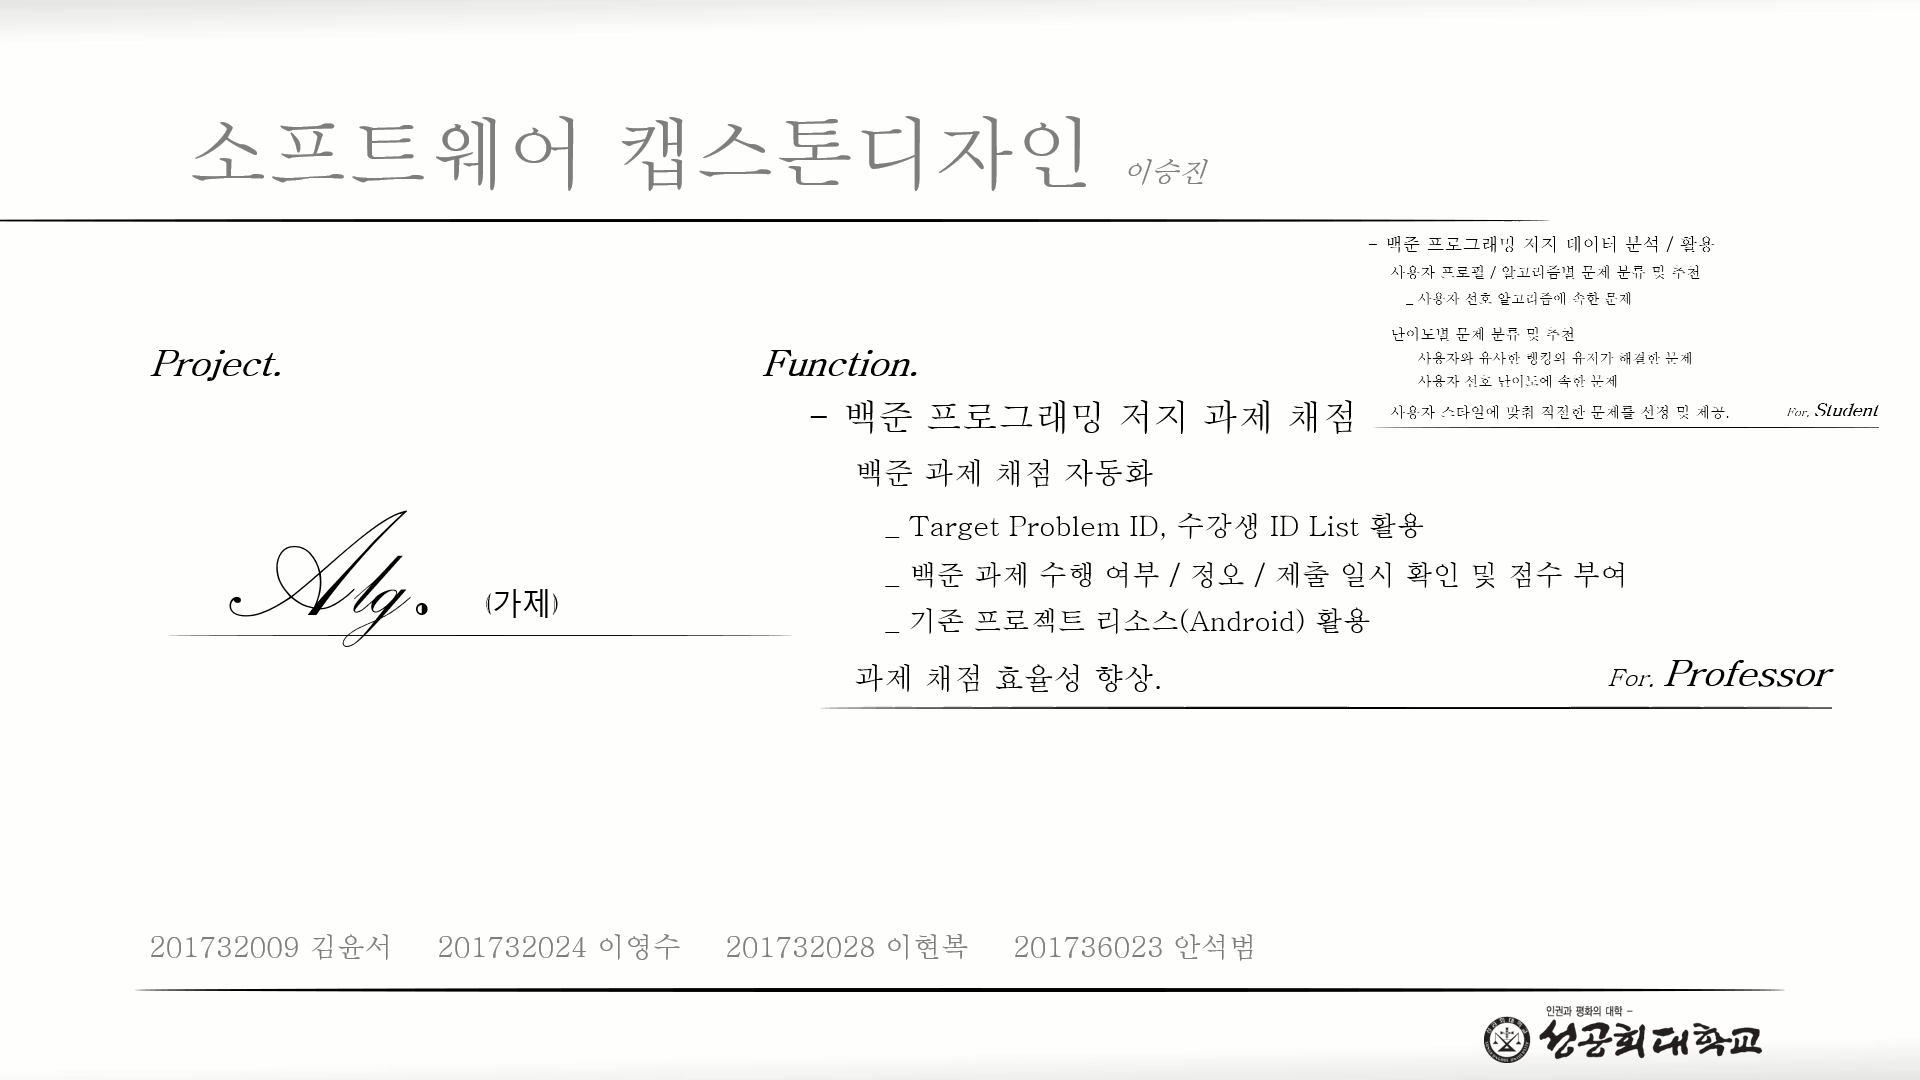 소프트웨어 캡스톤디자인 이승진
- 백준 프로그래밍 저지 데이터 분석 / 활용
사용자 프로필 / 알고리즘별 문제 분류 및 추천
_ 사용자 선호 알고리즘에 속한 문제
난이도별 문제 분류 및 추천
사용자와 유사한 랭킹의 유저가 해결한 문제
사용자 선호 난이도에 속한 문제
사용자 스타일에 맞춰 적절한 문제를 선정 및 제공.
For. Student
Project.
Alg. (가제)
Function.
- 백준 프로그래밍 저지 과제 채점
백준 과제 채점 자동화
_ Target Problem ID, 수강생 ID List 활용
_ 백준 과제 수행 여부 / 정오 / 제출 일시 확인 및 점수 부여
_ 기존 프로젝트 리소스(Android) 활용
과제 채점 효율성 향상.
For. Professor
201732009 김윤서 201732024 이영수 201732028 이현복 201736023 안석범
인권과 평화의 대학 -
성공회대학교